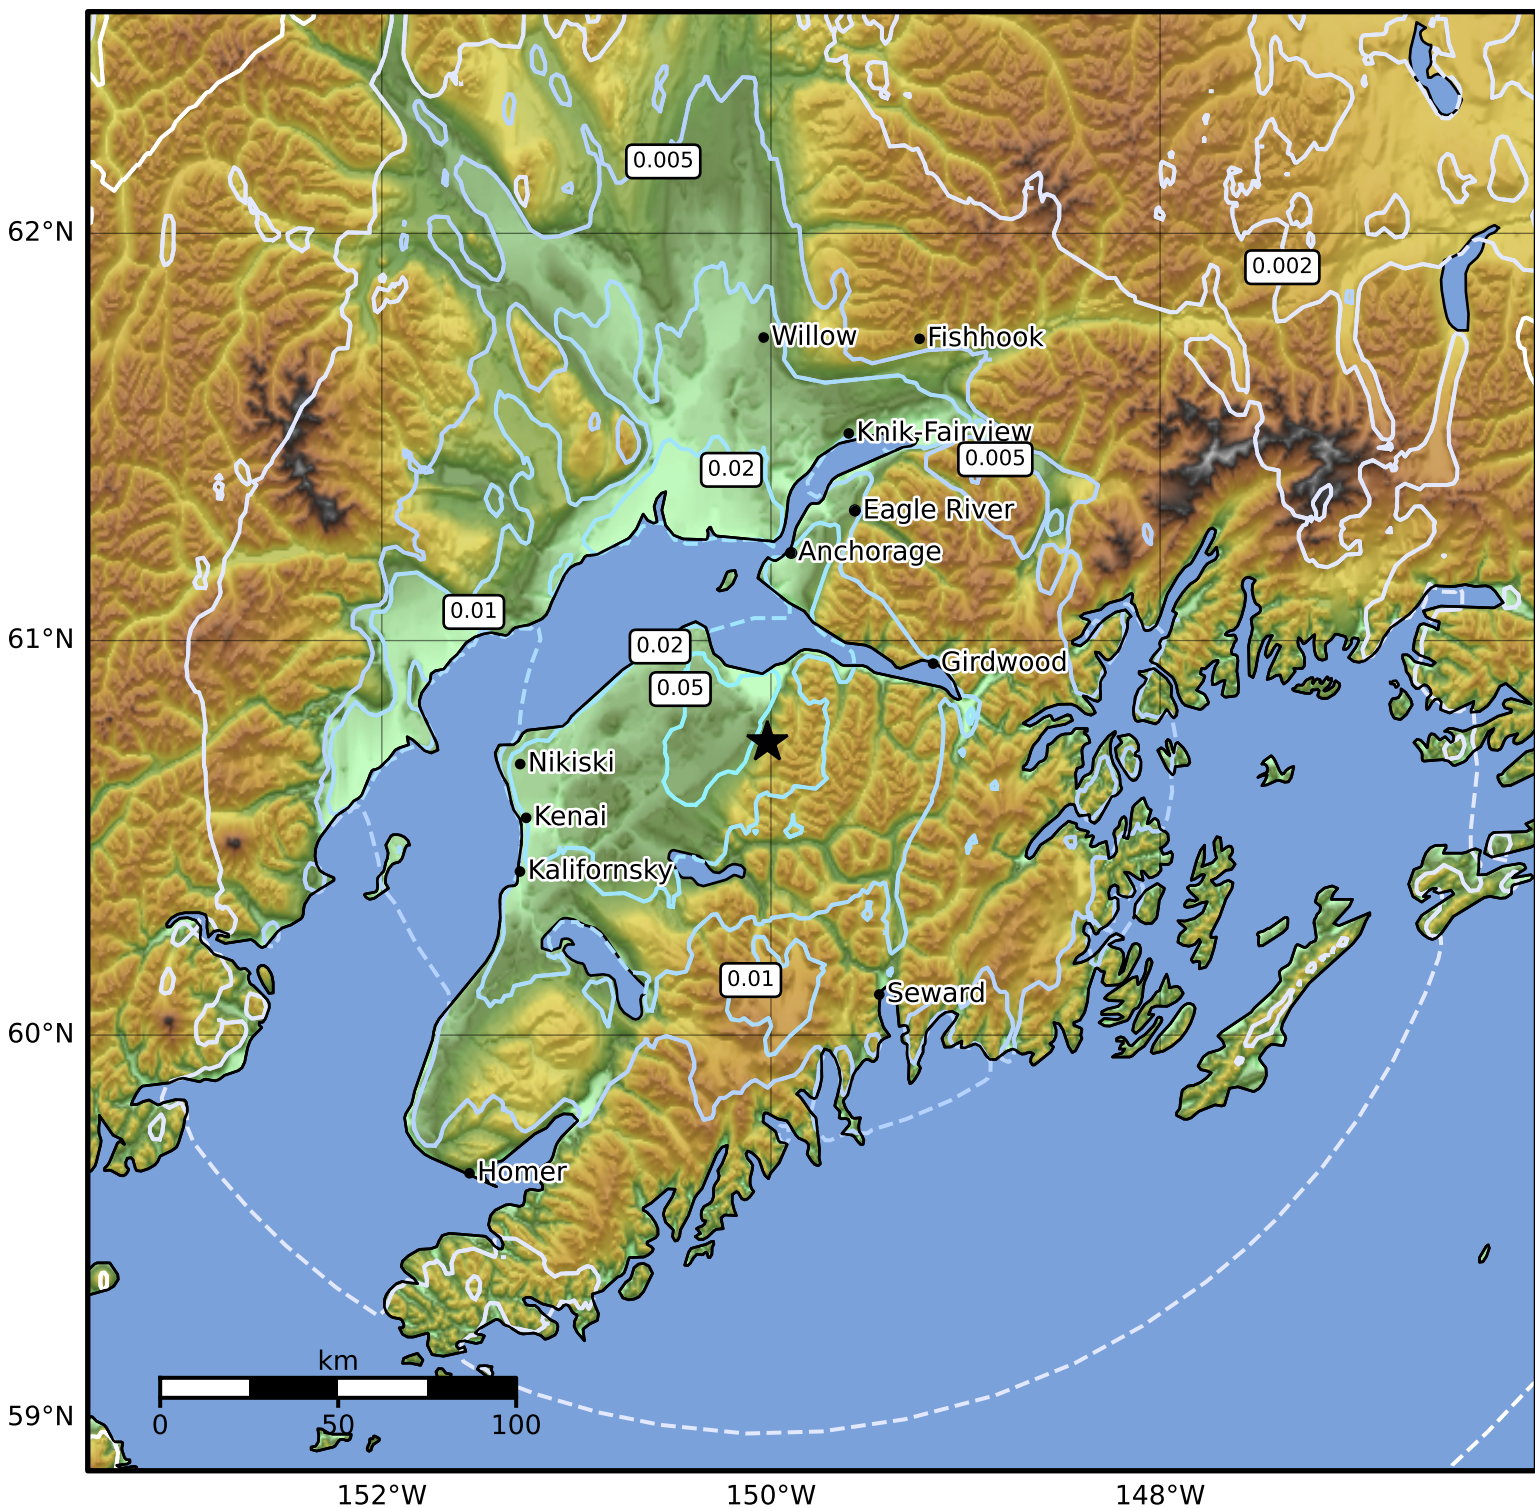 0.005
62°N
0.002
Willow
Fishhook
Knik-Fairview
0.005
0.02
Eagle River
Anchorage
0.01
61°N
0.02
Girdwood
0.05
Nikiski
Kenai
Kalifornsky
0.01
Seward
60°N
Homer
km
0 50 100
59°N
152°W 150°W 148°W